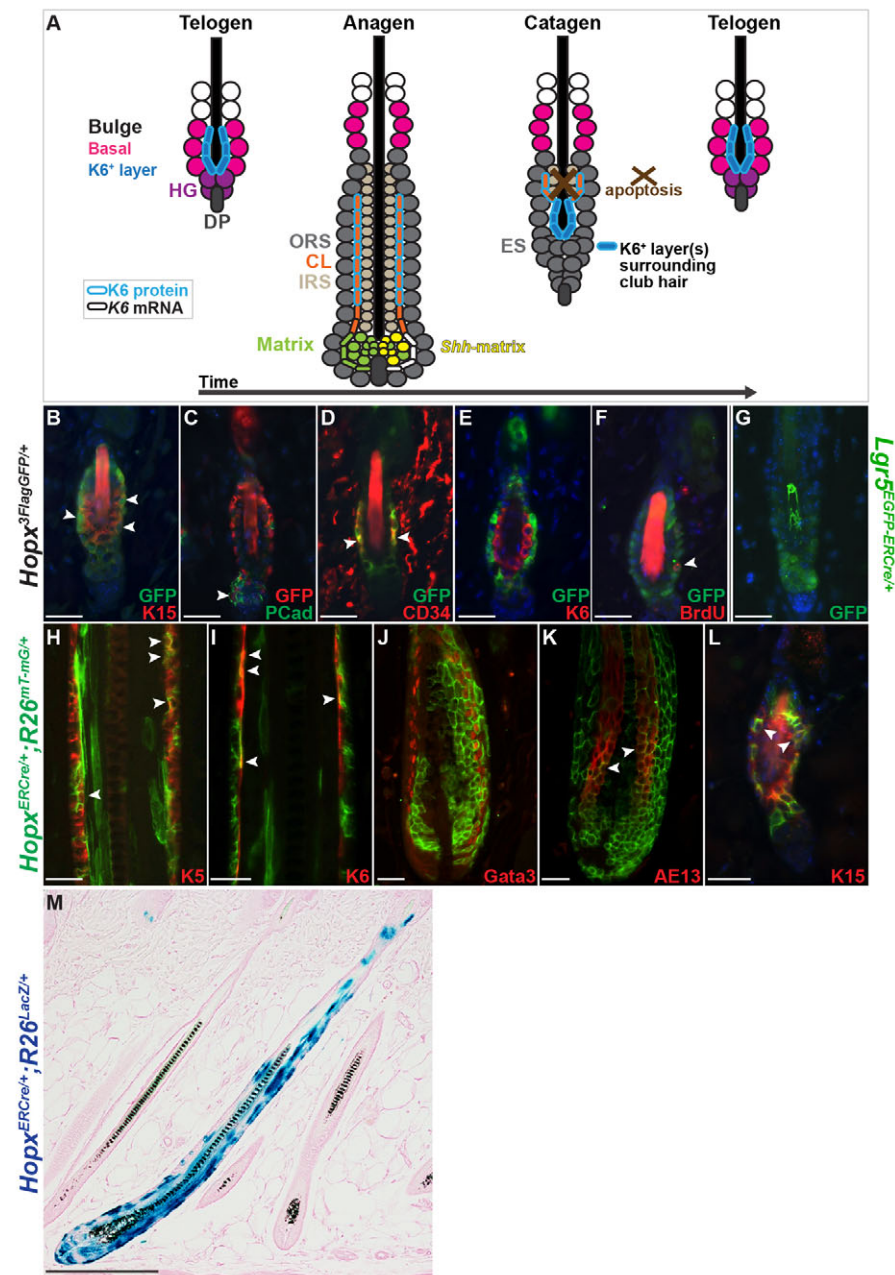 A
Telogen
Anagen
Catagen
Telogen
Bulge
Basal
K6⁺ layer
HG
DP
ORS
CL
IRS
Matrix
Shh-matrix
apoptosis
ES
K6⁺ layer(s)
surrounding
club hair
K6 protein
K6 mRNA
Time
Hopx³FlagGFP/+
B
GFP
K15
C
GFP
PCad
D
GFP
CD34
E
GFP
K6
F
GFP
BrdU
G
GFP
Lgr5EGFP-ERCre/+
HopxERCre/+;R26mT-mG/+
H
K5
I
K6
J
Gata3
K
AE13
L
K15
HopxERCre/+;R26LacZ/+
M